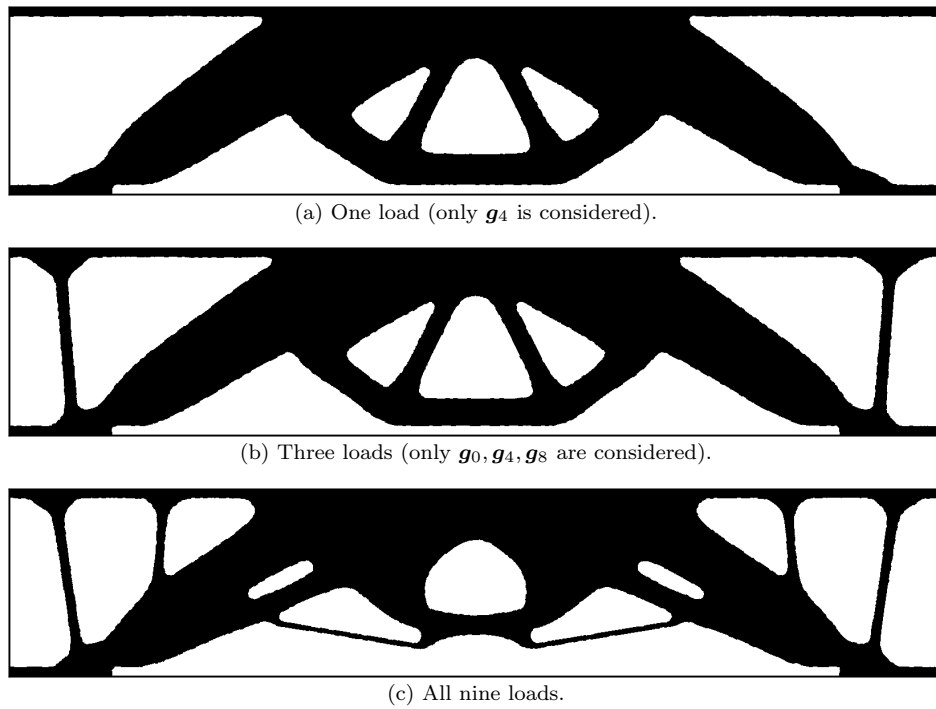 (a) One load (only g₄ is considered).
(b) Three loads (only g₀, g₄, g₈ are considered).
(c) All nine loads.